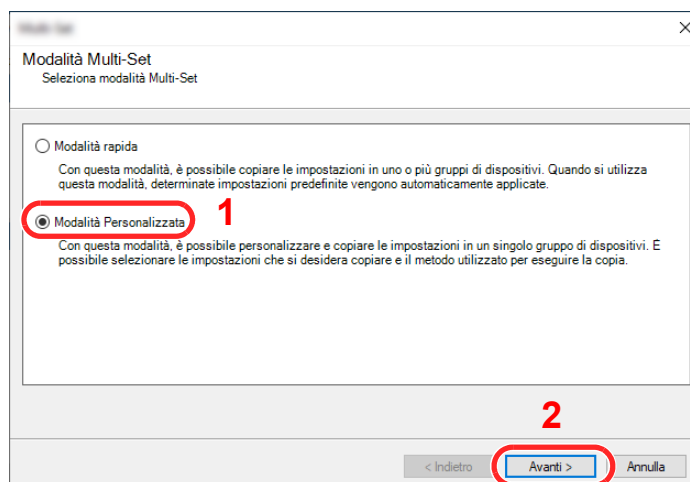 Modalità Multi-Set
Seleziona modalità Multi-Set
Modalità rapida
Con questa modalità, è possibile copiare le impostazioni in uno o più gruppi di dispositivi. Quando si utilizza
questa modalità, determinate impostazioni predefinite vengono automaticamente applicate.
1
Modalità Personalizzata
Con questa modalità, è possibile personalizzare e copiare le impostazioni in un singolo gruppo di dispositivi. È
possibile selezionare le impostazioni che si desidera copiare e il metodo utilizzato per eseguire la copia.
2
< Indietro
Avanti >
Annulla